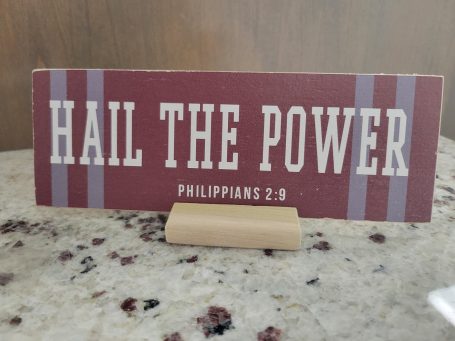 HAIL THE POWER
PHILIPPIANS 2:9